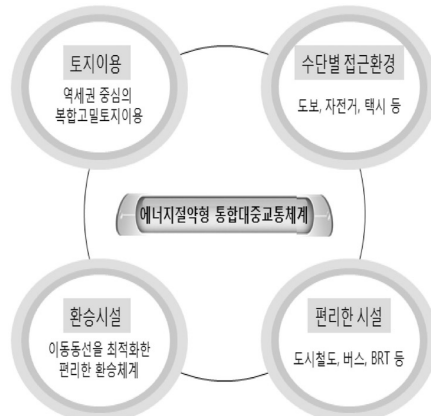 토지이용
역세권 중심의
복합고밀토지이용
수단별 접근환경
도보, 자전거, 택시 등
에너지절약형 통합대중교통체계
환승시설
이동동선을 최적화한
편리한 환승체계
편리한 시설
도시철도, 버스, BRT 등